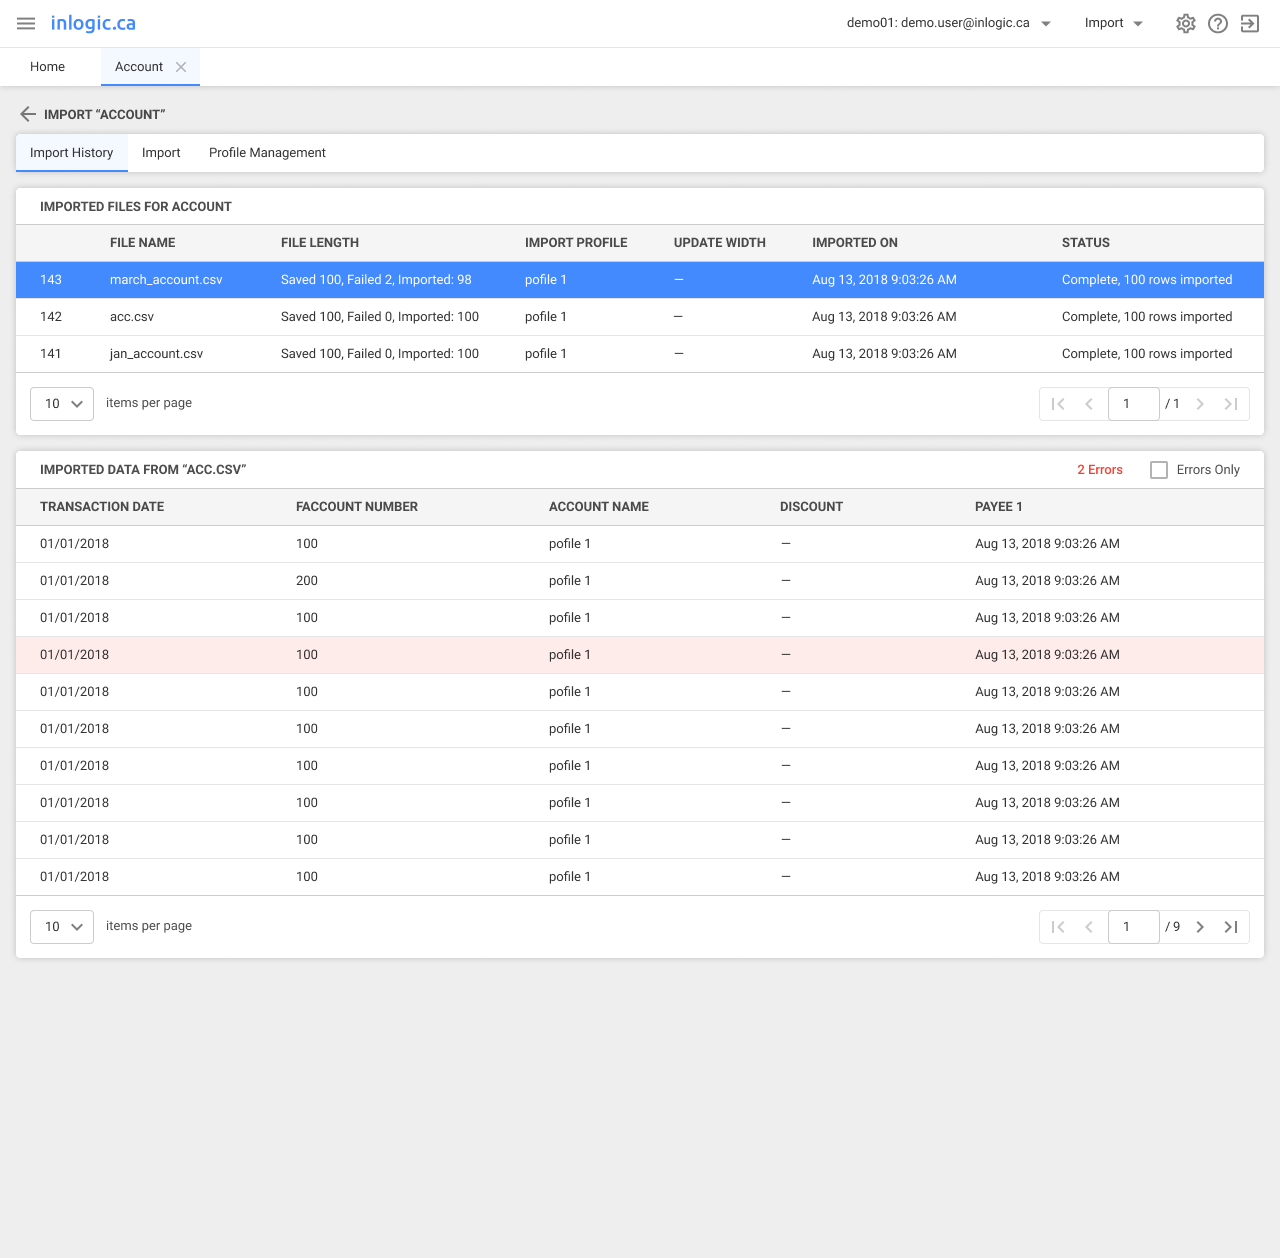 inlogic.ca demo01: demo.user@inlogic.ca Import
Home Account
IMPORT “ACCOUNT”
Import History Import Profile Management
IMPORTED FILES FOR ACCOUNT
FILE NAME FILE LENGTH IMPORT PROFILE UPDATE WIDTH IMPORTED ON STATUS
143 march_account.csv Saved 100, Failed 2, Imported: 98 pofile 1 — Aug 13, 2018 9:03:26 AM Complete, 100 rows imported
142 acc.csv Saved 100, Failed 0, Imported: 100 pofile 1 — Aug 13, 2018 9:03:26 AM Complete, 100 rows imported
141 jan_account.csv Saved 100, Failed 0, Imported: 100 pofile 1 — Aug 13, 2018 9:03:26 AM Complete, 100 rows imported
10 items per page 1 / 1
IMPORTED DATA FROM “ACC.CSV” 2 Errors Errors Only
TRANSACTION DATE FACCOUNT NUMBER ACCOUNT NAME DISCOUNT PAYEE 1
01/01/2018 100 pofile 1 — Aug 13, 2018 9:03:26 AM
01/01/2018 200 pofile 1 — Aug 13, 2018 9:03:26 AM
01/01/2018 100 pofile 1 — Aug 13, 2018 9:03:26 AM
01/01/2018 100 pofile 1 — Aug 13, 2018 9:03:26 AM
01/01/2018 100 pofile 1 — Aug 13, 2018 9:03:26 AM
01/01/2018 100 pofile 1 — Aug 13, 2018 9:03:26 AM
01/01/2018 100 pofile 1 — Aug 13, 2018 9:03:26 AM
01/01/2018 100 pofile 1 — Aug 13, 2018 9:03:26 AM
01/01/2018 100 pofile 1 — Aug 13, 2018 9:03:26 AM
01/01/2018 100 pofile 1 — Aug 13, 2018 9:03:26 AM
10 items per page 1 / 9